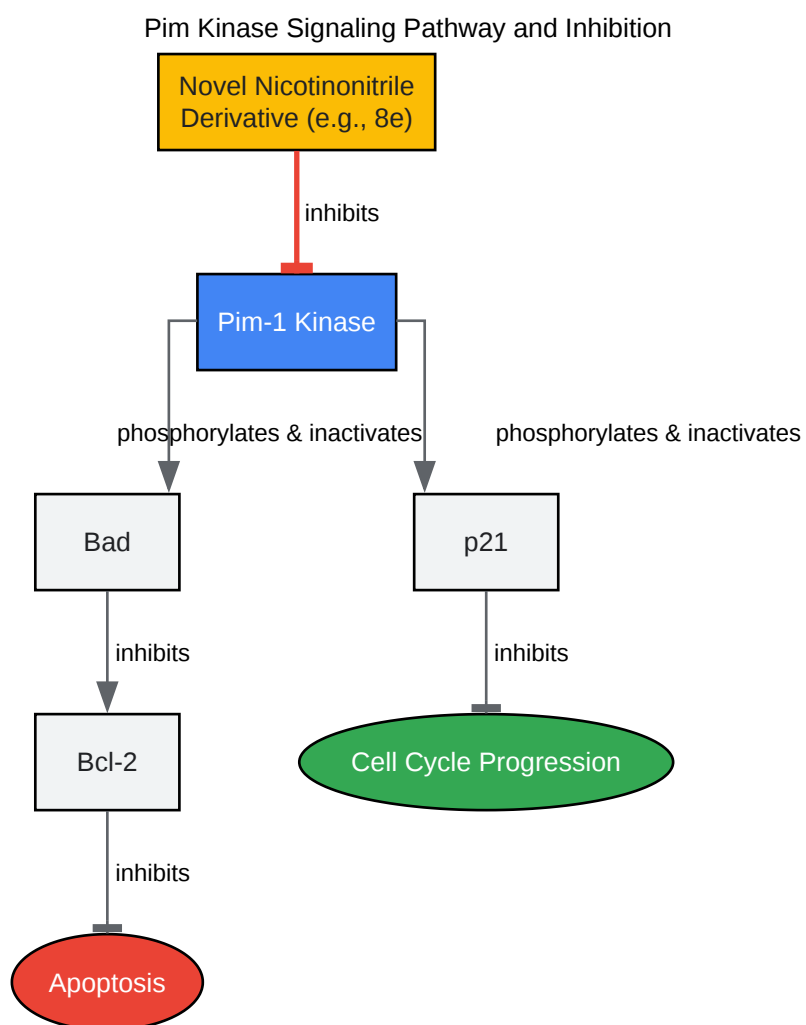 Pim Kinase Signaling Pathway and Inhibition
Novel Nicotinonitrile
Derivative (e.g., 8e)
inhibits
Pim-1 Kinase
phosphorylates & inactivates
phosphorylates & inactivates
Bad
p21
inhibits
inhibits
Bcl-2
Cell Cycle Progression
inhibits
Apoptosis